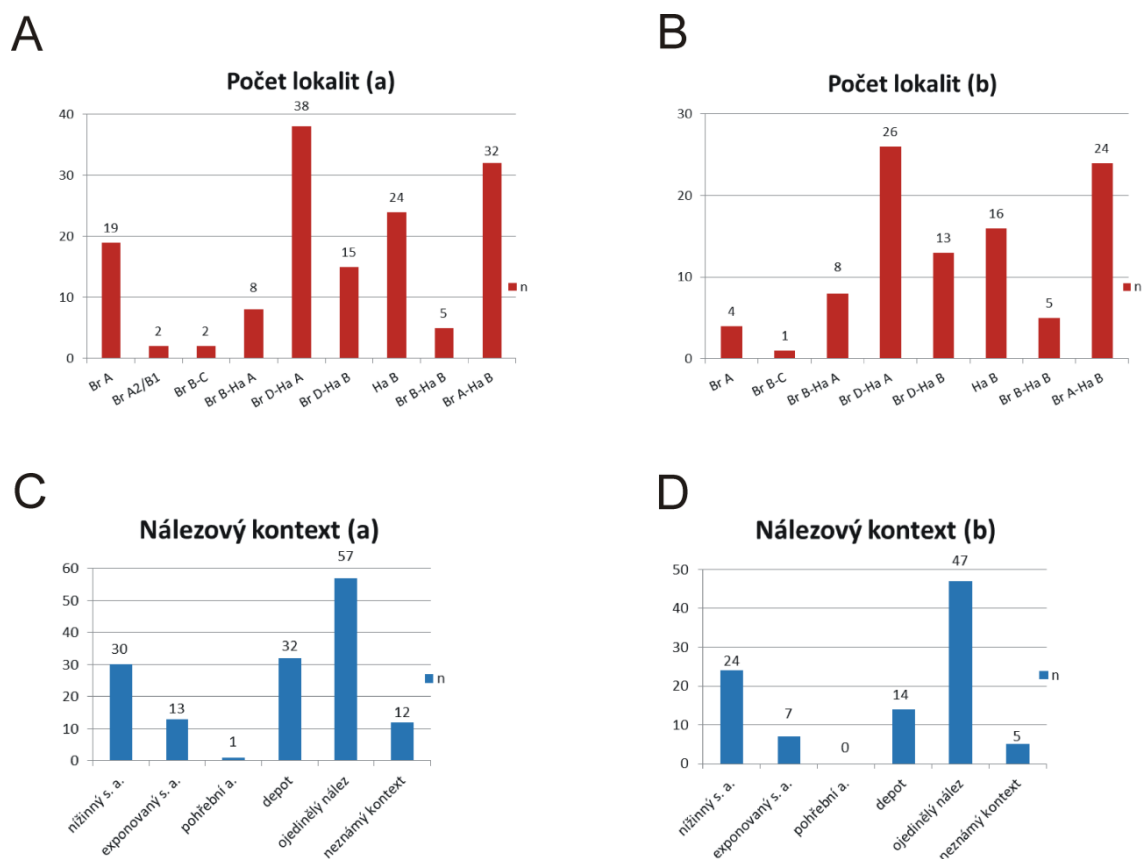 A
Počet lokalit (a)
40
30
20
10
0
19
2
2
8
38
15
24
5
32
n
Br A
Br A2/B1
Br B-C
Br B-Ha A
Br D-Ha A
Br D-Ha B
Ha B
Br B-Ha B
Br A-Ha B
B
Počet lokalit (b)
30
20
10
0
4
1
8
26
13
16
5
24
n
Br A
Br B-C
Br B-Ha A
Br D-Ha A
Br D-Ha B
Ha B
Br B-Ha B
Br A-Ha B
C
Nálezový kontext (a)
60
50
40
30
20
10
0
30
13
1
32
57
12
n
nížinný s. a.
exponovaný s. a.
pohřební a.
depot
ojedinělý nález
neznámý kontext
D
Nálezový kontext (b)
50
40
30
20
10
0
24
7
0
14
47
5
n
nížinný s. a.
exponovaný s. a.
pohřební a.
depot
ojedinělý nález
neznámý kontext